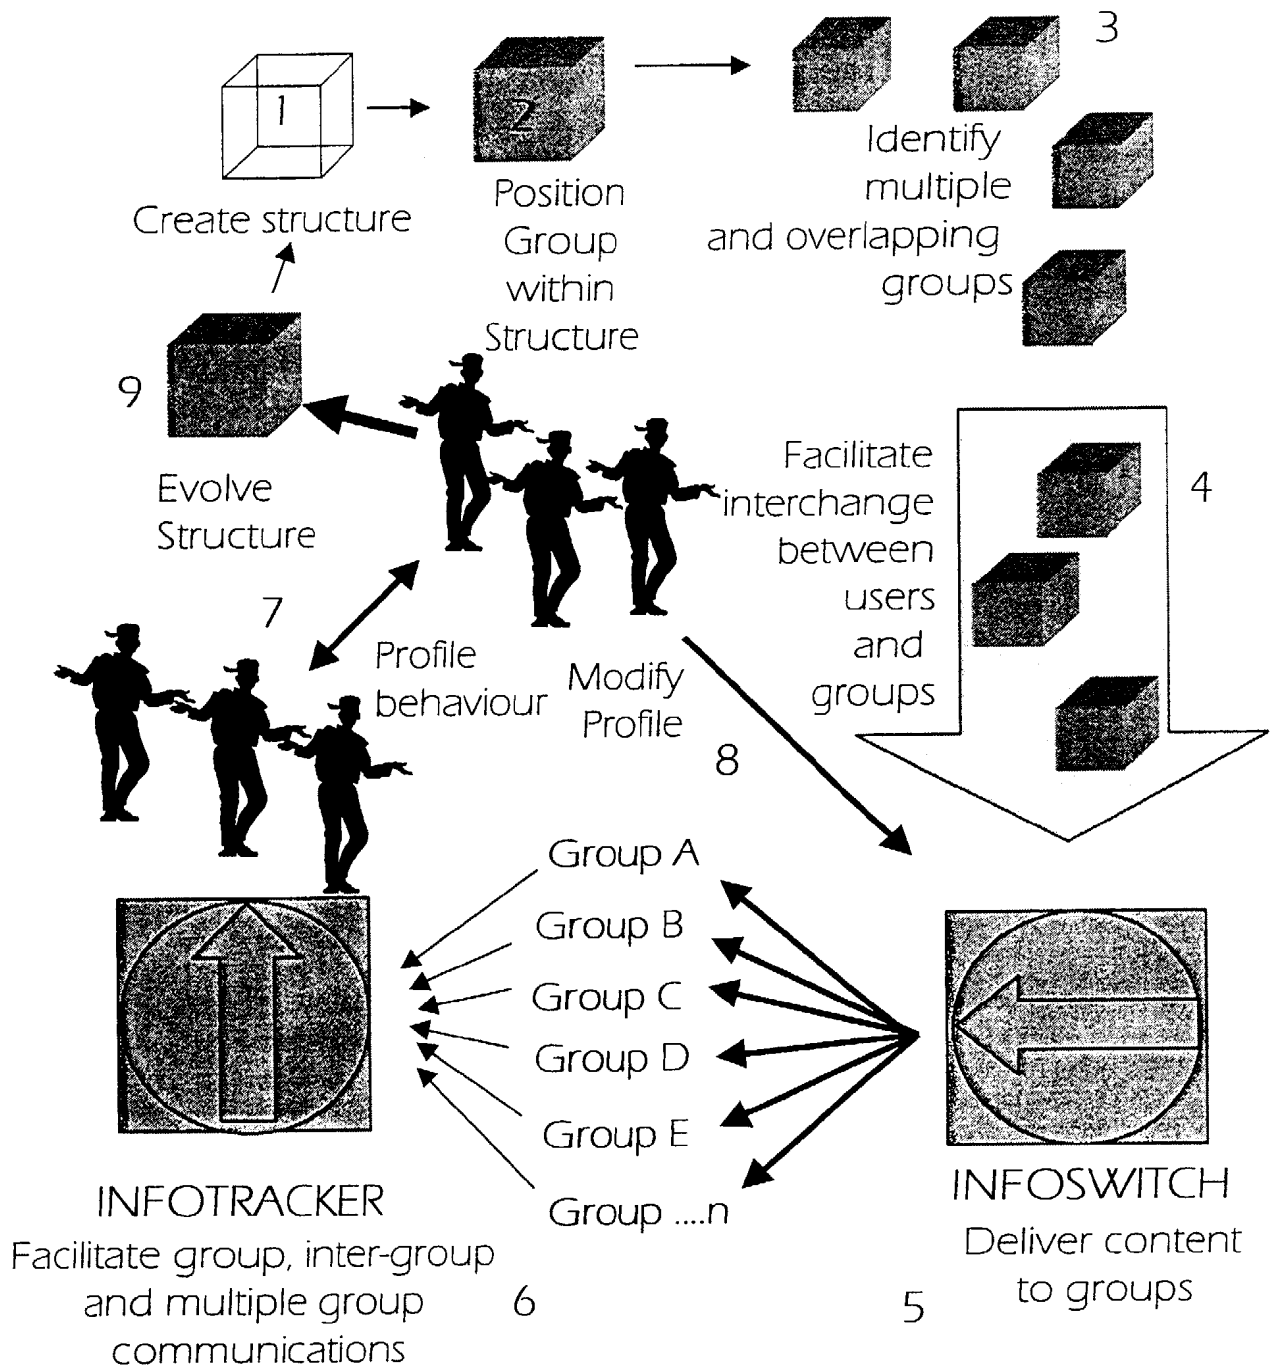 1
Create structure
2
Position
Group
within
Structure
3
Identify
multiple
and overlapping
groups
4
Facilitate
interchange
between
users
and
groups
9
Evolve
Structure
7
Profile
behaviour
Modify
Profile
8
Group A
Group B
Group C
Group D
Group E
Group ....n
INFOTRACKER
Facilitate group, inter-group
and multiple group
communications
6
INFOSWITCH
Deliver content
to groups
5